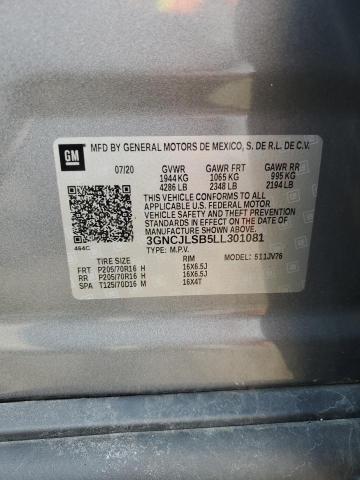 GM
MFD BY GENERAL MOTORS DE MEXICO, S. DE R.L. DE C.V.
07/20 GVWR GAWR FRT GAWR RR
1944 KG 1065 KG 995 KG
4286 LB 2348 LB 2194 LB
THIS VEHICLE CONFORMS TO ALL
APPLICABLE U.S. FEDERAL MOTOR
VEHICLE SAFETY, BUMPER, AND THEFT
PREVENTION STANDARDS IN EFFECT ON
THE DATE OF MANUFACTURE SHOWN ABOVE.
464C 3GNCJLSB5LL301081
TYPE: M.P.V.
TIRE SIZE RIM MODEL: 511JV76
FRT P205/70R16 H 16X6.5J
RR P205/70R16 H 16X6.5J
SPA T125/70D16 M 16X4T